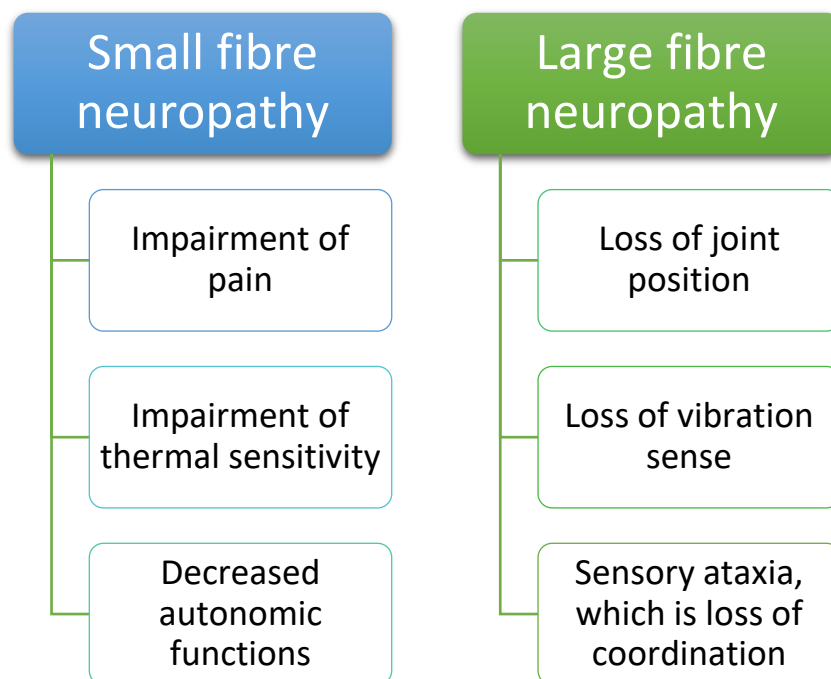 Small fibre
neuropathy
Impairment of
pain
Impairment of
thermal sensitivity
Decreased
autonomic
functions
Large fibre
neuropathy
Loss of joint
position
Loss of vibration
sense
Sensory ataxia,
which is loss of
coordination